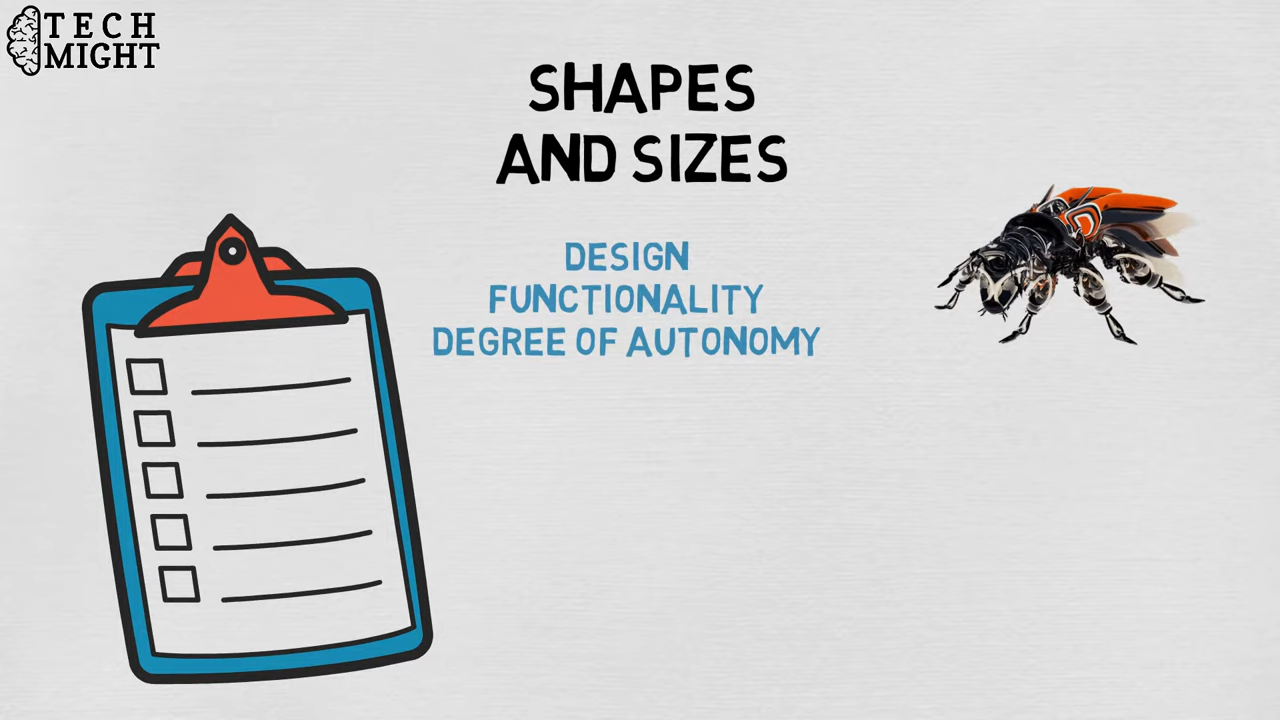 TECH
MIGHT
SHAPES
AND SIZES
DESIGN
FUNCTIONALITY
DEGREE OF AUTONOMY